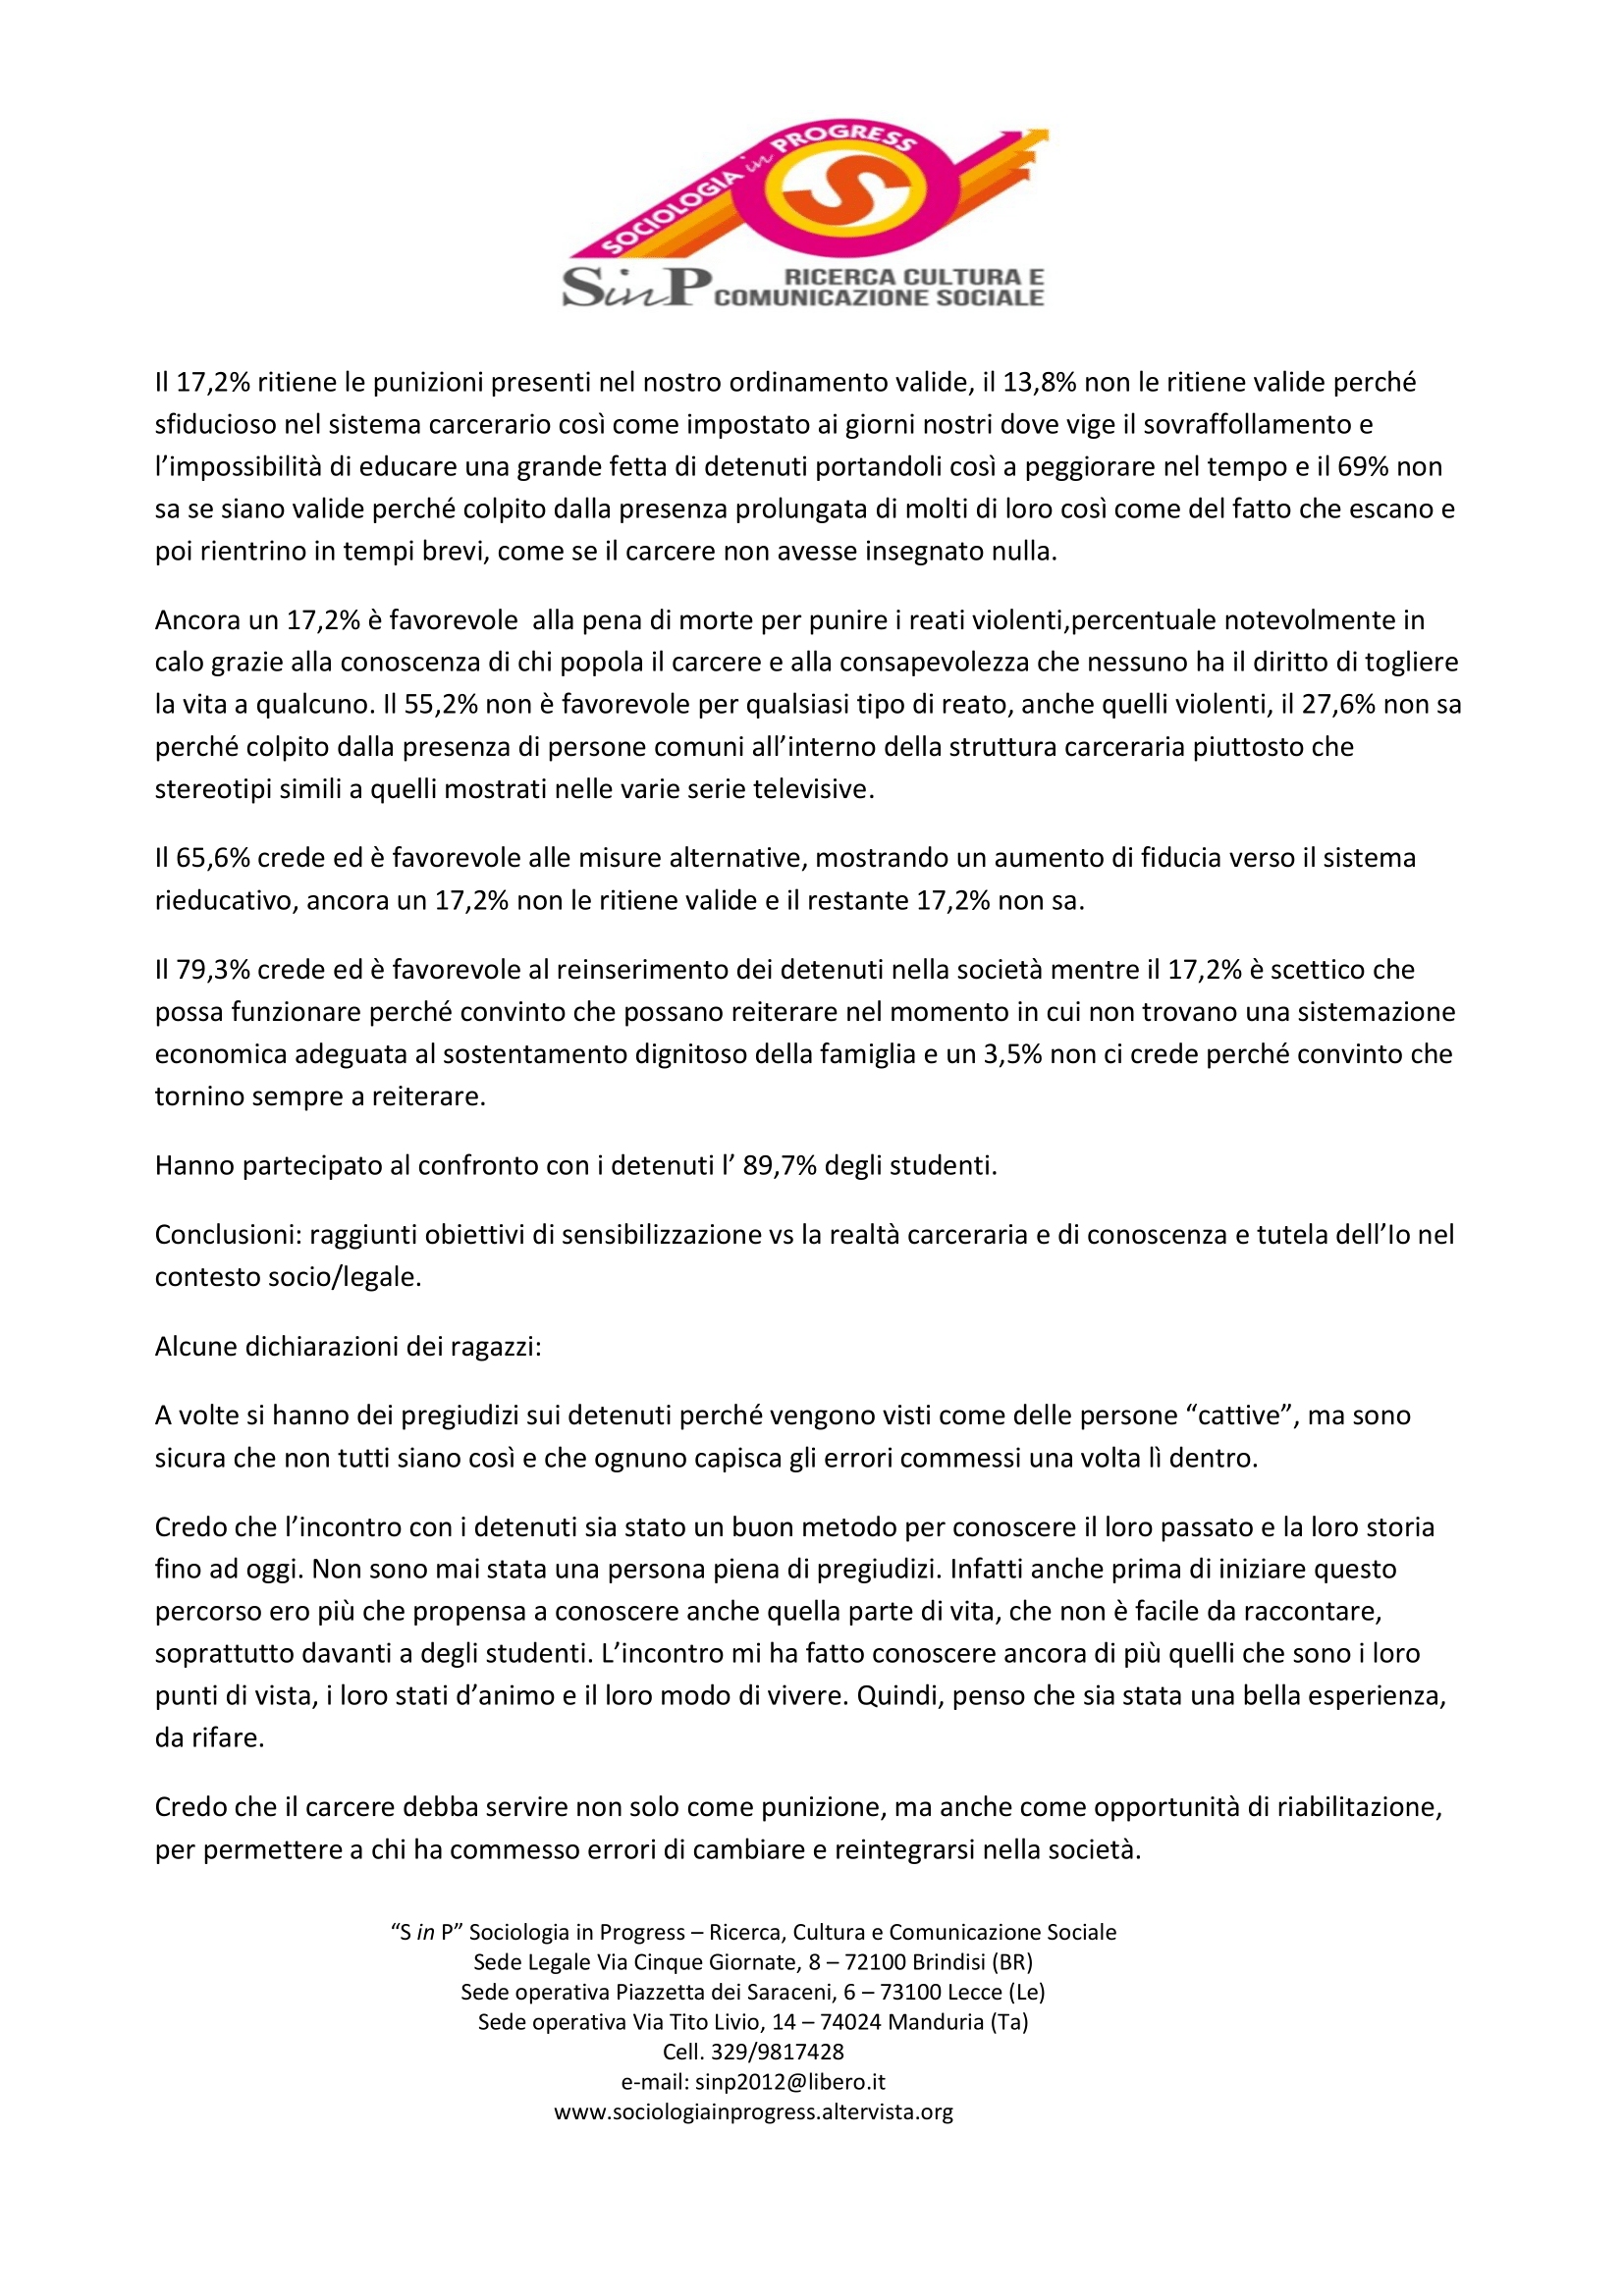 SOCIOLOGIA in PROGRESS
S
SinP
RICERCA CULTURA E
COMUNICAZIONE SOCIALE
Il 17,2% ritiene le punizioni presenti nel nostro ordinamento valide, il 13,8% non le ritiene valide perché
sfiducioso nel sistema carcerario così come impostato ai giorni nostri dove vige il sovraffollamento e
l’impossibilità di educare una grande fetta di detenuti portandoli così a peggiorare nel tempo e il 69% non
sa se siano valide perché colpito dalla presenza prolungata di molti di loro così come del fatto che escano e
poi rientrino in tempi brevi, come se il carcere non avesse insegnato nulla.
Ancora un 17,2% è favorevole  alla pena di morte per punire i reati violenti,percentuale notevolmente in
calo grazie alla conoscenza di chi popola il carcere e alla consapevolezza che nessuno ha il diritto di togliere
la vita a qualcuno. Il 55,2% non è favorevole per qualsiasi tipo di reato, anche quelli violenti, il 27,6% non sa
perché colpito dalla presenza di persone comuni all’interno della struttura carceraria piuttosto che
stereotipi simili a quelli mostrati nelle varie serie televisive.
Il 65,6% crede ed è favorevole alle misure alternative, mostrando un aumento di fiducia verso il sistema
rieducativo, ancora un 17,2% non le ritiene valide e il restante 17,2% non sa.
Il 79,3% crede ed è favorevole al reinserimento dei detenuti nella società mentre il 17,2% è scettico che
possa funzionare perché convinto che possano reiterare nel momento in cui non trovano una sistemazione
economica adeguata al sostentamento dignitoso della famiglia e un 3,5% non ci crede perché convinto che
tornino sempre a reiterare.
Hanno partecipato al confronto con i detenuti l’ 89,7% degli studenti.
Conclusioni: raggiunti obiettivi di sensibilizzazione vs la realtà carceraria e di conoscenza e tutela dell’Io nel
contesto socio/legale.
Alcune dichiarazioni dei ragazzi:
A volte si hanno dei pregiudizi sui detenuti perché vengono visti come delle persone “cattive”, ma sono
sicura che non tutti siano così e che ognuno capisca gli errori commessi una volta lì dentro.
Credo che l’incontro con i detenuti sia stato un buon metodo per conoscere il loro passato e la loro storia
fino ad oggi. Non sono mai stata una persona piena di pregiudizi. Infatti anche prima di iniziare questo
percorso ero più che propensa a conoscere anche quella parte di vita, che non è facile da raccontare,
soprattutto davanti a degli studenti. L’incontro mi ha fatto conoscere ancora di più quelli che sono i loro
punti di vista, i loro stati d’animo e il loro modo di vivere. Quindi, penso che sia stata una bella esperienza,
da rifare.
Credo che il carcere debba servire non solo come punizione, ma anche come opportunità di riabilitazione,
per permettere a chi ha commesso errori di cambiare e reintegrarsi nella società.
“S in P” Sociologia in Progress – Ricerca, Cultura e Comunicazione Sociale
Sede Legale Via Cinque Giornate, 8 – 72100 Brindisi (BR)
Sede operativa Piazzetta dei Saraceni, 6 – 73100 Lecce (Le)
Sede operativa Via Tito Livio, 14 – 74024 Manduria (Ta)
Cell. 329/9817428
e-mail: sinp2012@libero.it
www.sociologiainprogress.altervista.org